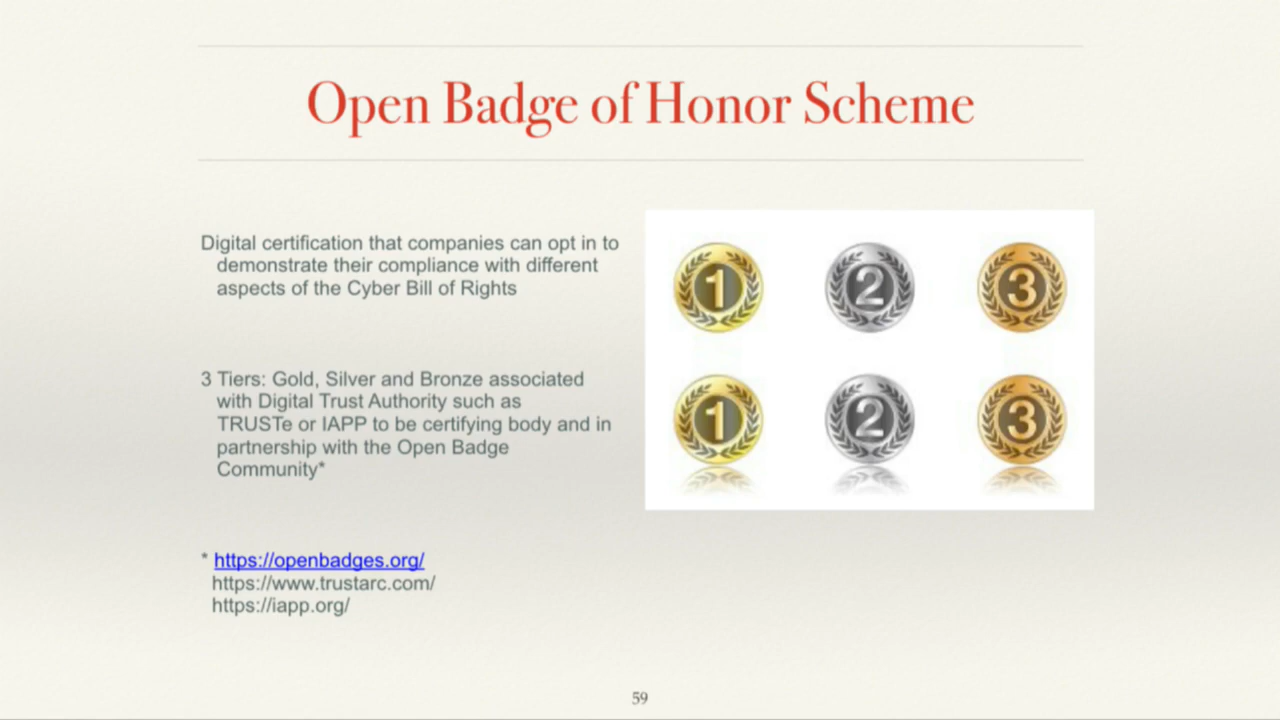 Open Badge of Honor Scheme
Digital certification that companies can opt in to
demonstrate their compliance with different
aspects of the Cyber Bill of Rights
3 Tiers: Gold, Silver and Bronze associated
with Digital Trust Authority such as
TRUSTe or IAPP to be certifying body and in
partnership with the Open Badge
Community*
* https://openbadges.org/
https://www.trustarc.com/
https://iapp.org/
1 2 3
1 2 3
59